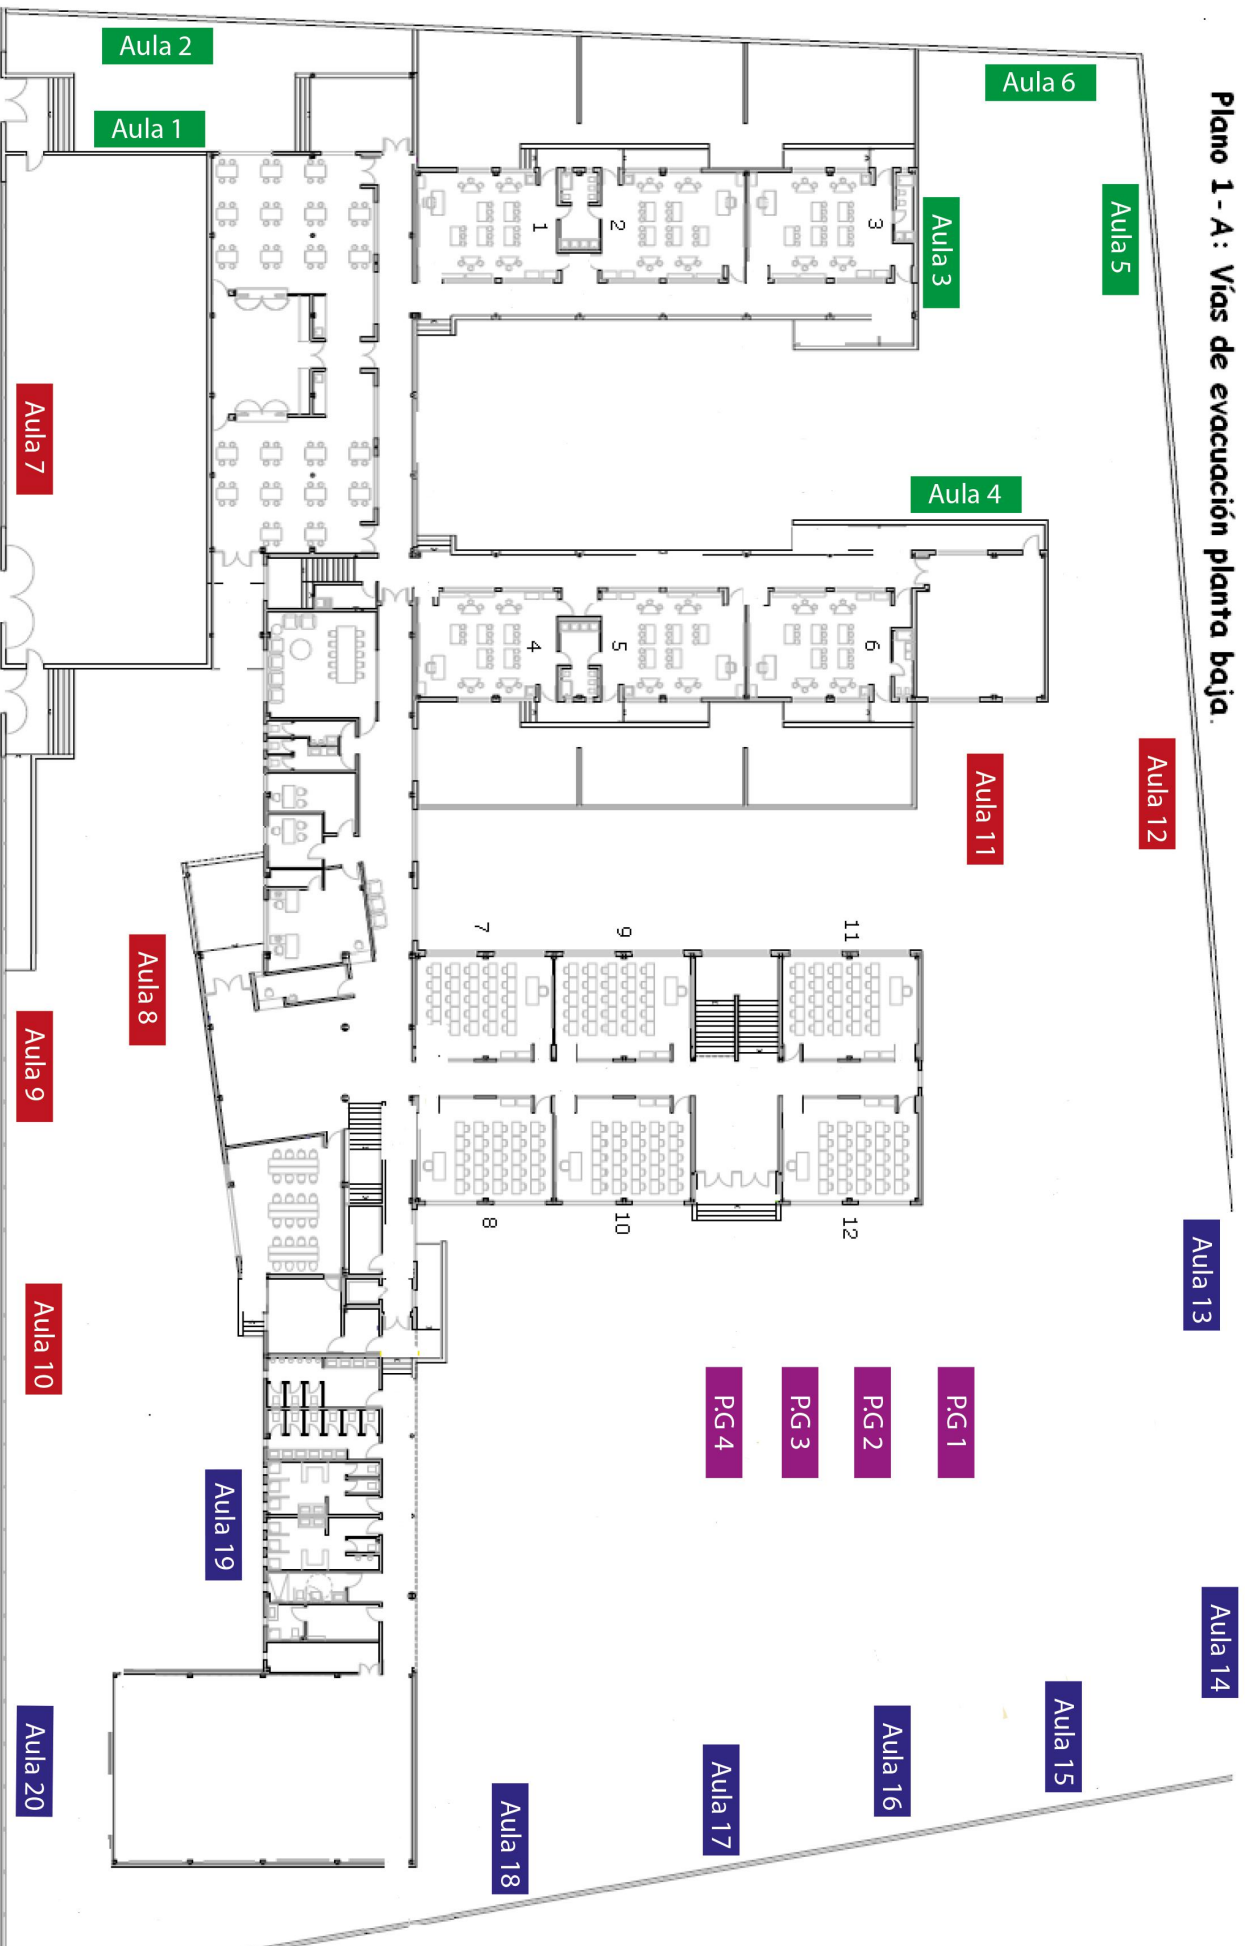 Plano 1- A: Vías de evacuación planta baja.
Aula 2
Aula 1
Aula 6
Aula 5
Aula 3
Aula 4
Aula 7
Aula 8
Aula 9
Aula 10
Aula 11
Aula 12
Aula 13
Aula 14
Aula 15
Aula 16
Aula 17
Aula 18
Aula 19
Aula 20
P.G 1
P.G 2
P.G 3
P.G 4
1
2
3
4
5
6
7
9
11
8
10
12